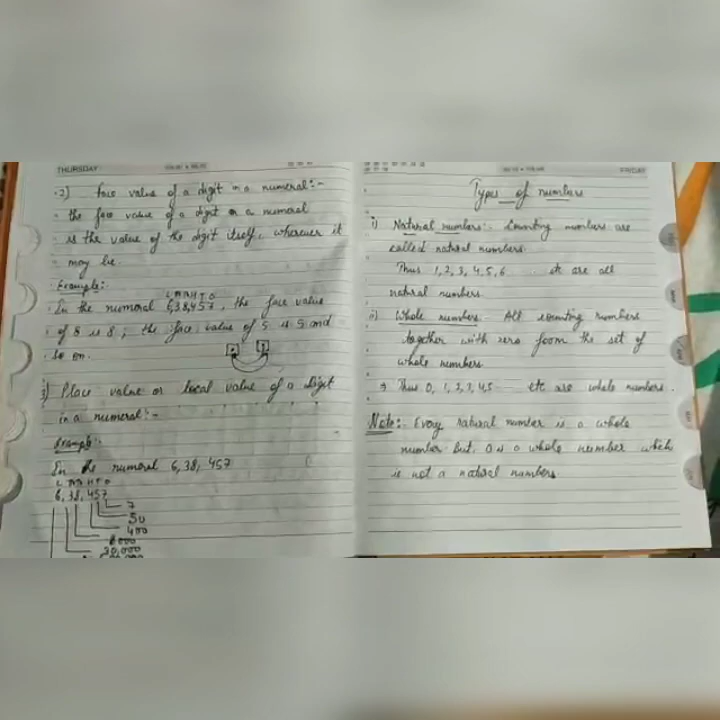 THURSDAY
2) face value of a digit in a numeral:-
the face value of a digit in a numeral
is the value of the digit itself, wherever it
may be.
Example:-
L TTh Th H T O
In the numeral 6,38,457, the face value
of 8 is 8; the face value of 5 is 5 and
so on.
3) Place value or local value of a digit
in a numeral:-
Example:-
In the numeral 6,38,457
L TTh Th H T O
6,38,457
7
50
400
8000
30,000
FRIDAY
Types of numbers
i) Natural numbers:- Counting numbers are
called natural numbers.
Thus 1,2,3,4,5,6 ... etc are all
natural numbers
ii) Whole numbers: All counting numbers
together with zero form the set of
whole numbers.
⇒ Thus 0,1,2,3,4,5 ... etc are whole numbers.
Note:- Every natural number is a whole
number but, 0 is a whole number which
is not a natural numbers